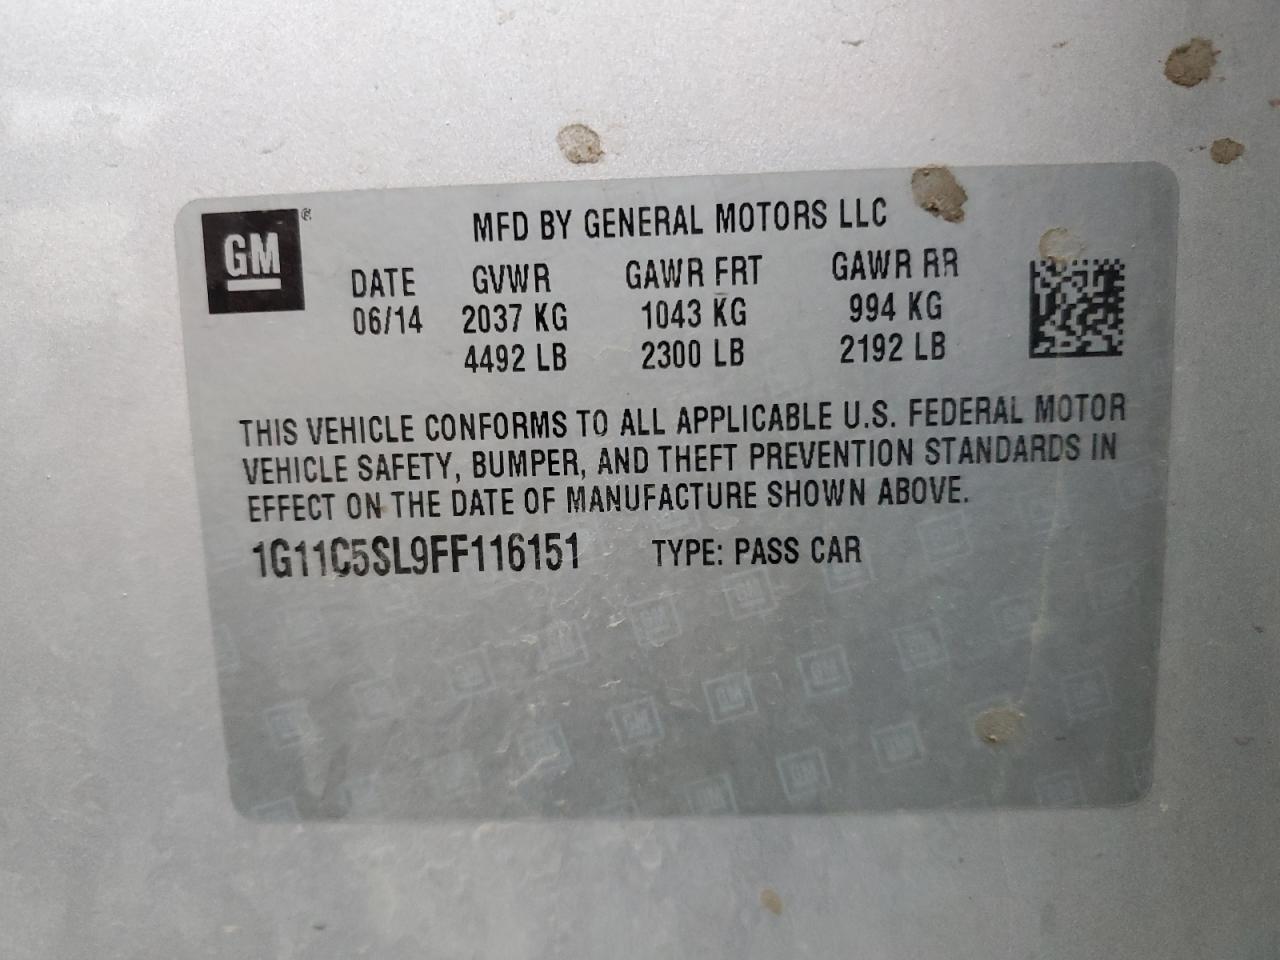 GM ®
MFD BY GENERAL MOTORS LLC
DATE GVWR GAWR FRT GAWR RR
06/14 2037 KG 1043 KG 994 KG
4492 LB 2300 LB 2192 LB
THIS VEHICLE CONFORMS TO ALL APPLICABLE U.S. FEDERAL MOTOR
VEHICLE SAFETY, BUMPER, AND THEFT PREVENTION STANDARDS IN
EFFECT ON THE DATE OF MANUFACTURE SHOWN ABOVE.
1G11C5SL9FF116151 TYPE: PASS CAR